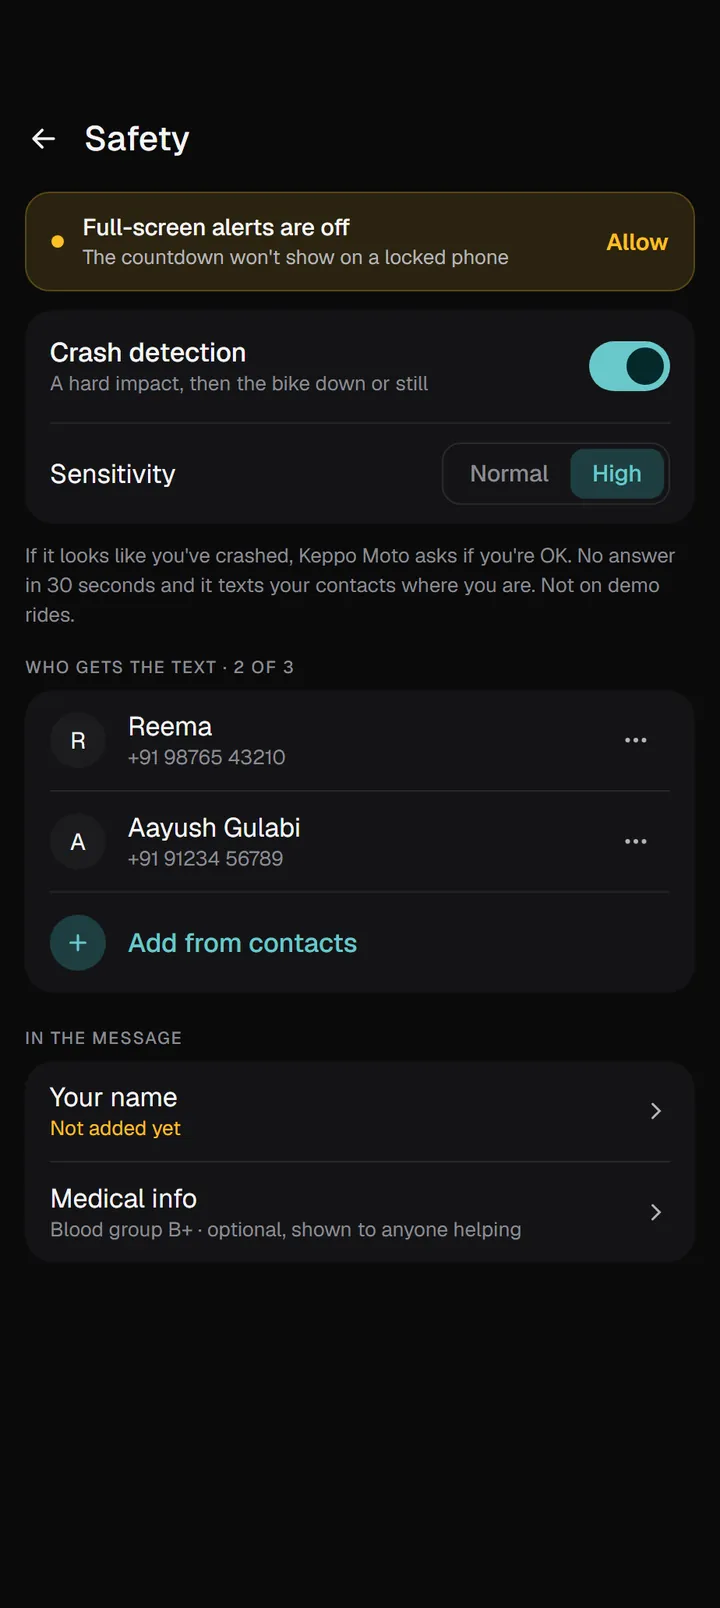 Safety
Full-screen alerts are off
The countdown won't show on a locked phone
Allow
Crash detection
A hard impact, then the bike down or still
Sensitivity
Normal
High
If it looks like you've crashed, Keppo Moto asks if you're OK. No answer
in 30 seconds and it texts your contacts where you are. Not on demo
rides.
WHO GETS THE TEXT · 2 OF 3
R
Reema
+91 98765 43210
A
Aayush Gulabi
+91 91234 56789
+
Add from contacts
IN THE MESSAGE
Your name
Not added yet
Medical info
Blood group B+ · optional, shown to anyone helping